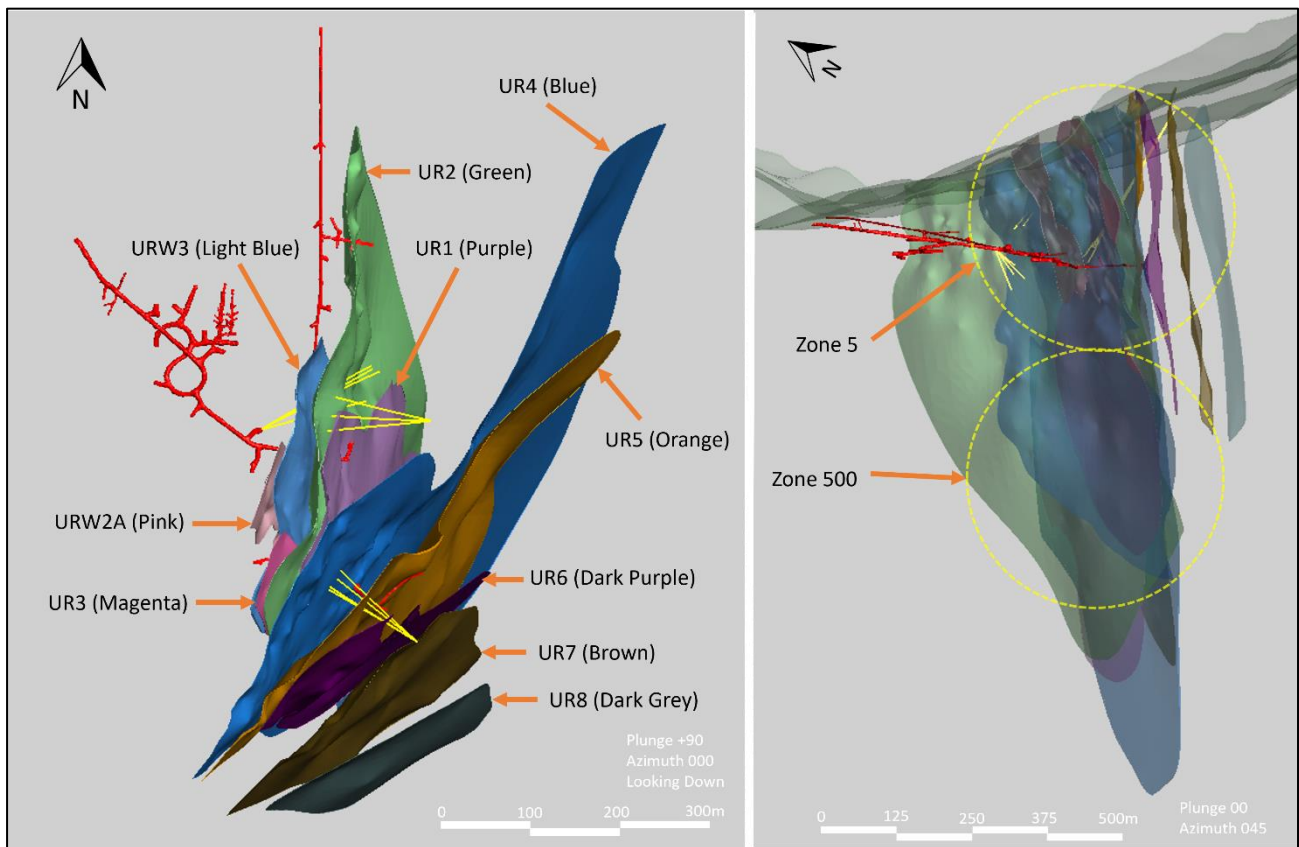 N
UR4 (Blue)
UR2 (Green)
URW3 (Light Blue)
UR1 (Purple)
UR5 (Orange)
URW2A (Pink)
UR6 (Dark Purple)
UR3 (Magenta)
UR7 (Brown)
UR8 (Dark Grey)
Plunge +90
Azimuth 000
Looking Down
0 100 200 300m
N
Zone 5
Zone 500
Plunge 00
Azimuth 045
0 125 250 375 500m